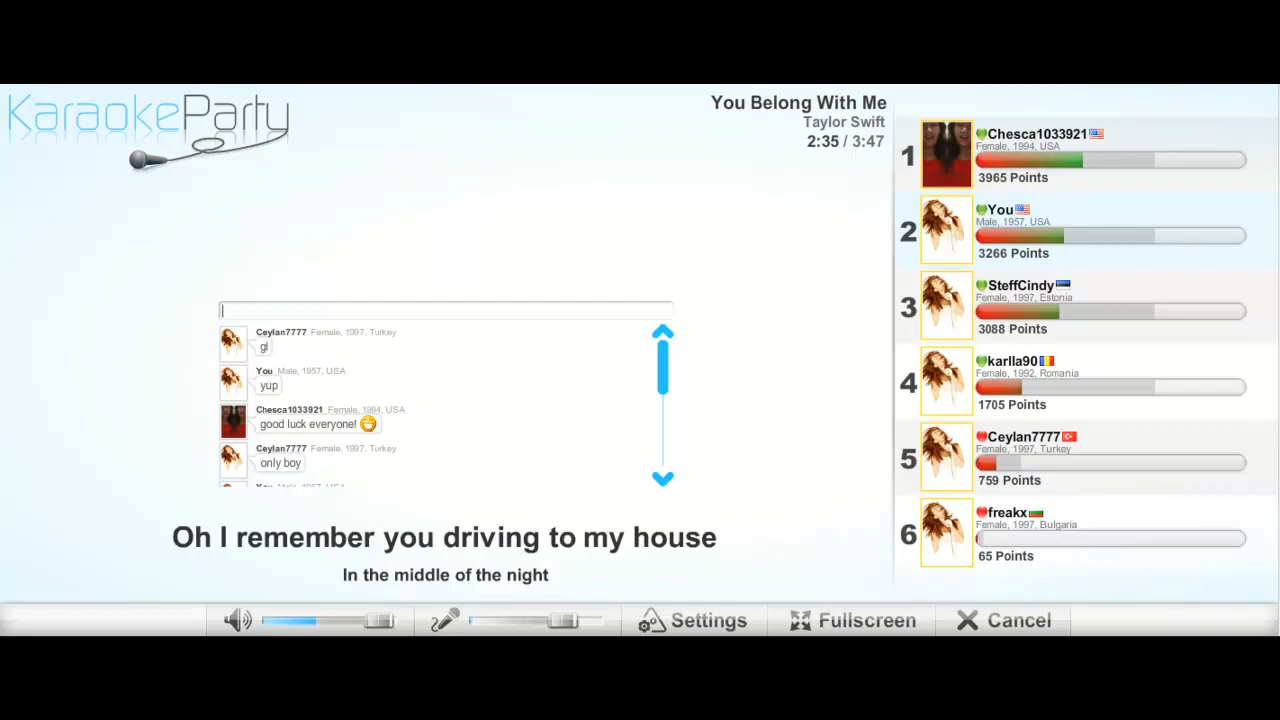 KaraokeParty
You Belong With Me
Taylor Swift
2:35 / 3:47
Ceylan7777 Female, 1997, Turkey
gl
You Male, 1957, USA
yup
Chesca1033921 Female, 1994, USA
good luck everyone!
Ceylan7777 Female, 1997, Turkey
only boy
You Male, 1957, USA
Oh I remember you driving to my house
In the middle of the night
1
Chesca1033921
Female, 1994, USA
3965 Points
2
You
Male, 1957, USA
3266 Points
3
SteffCindy
Female, 1997, Estonia
3088 Points
4
karlla90
Female, 1992, Romania
1705 Points
5
Ceylan7777
Female, 1997, Turkey
759 Points
6
freakx
Female, 1997, Bulgaria
65 Points
Settings
Fullscreen
Cancel